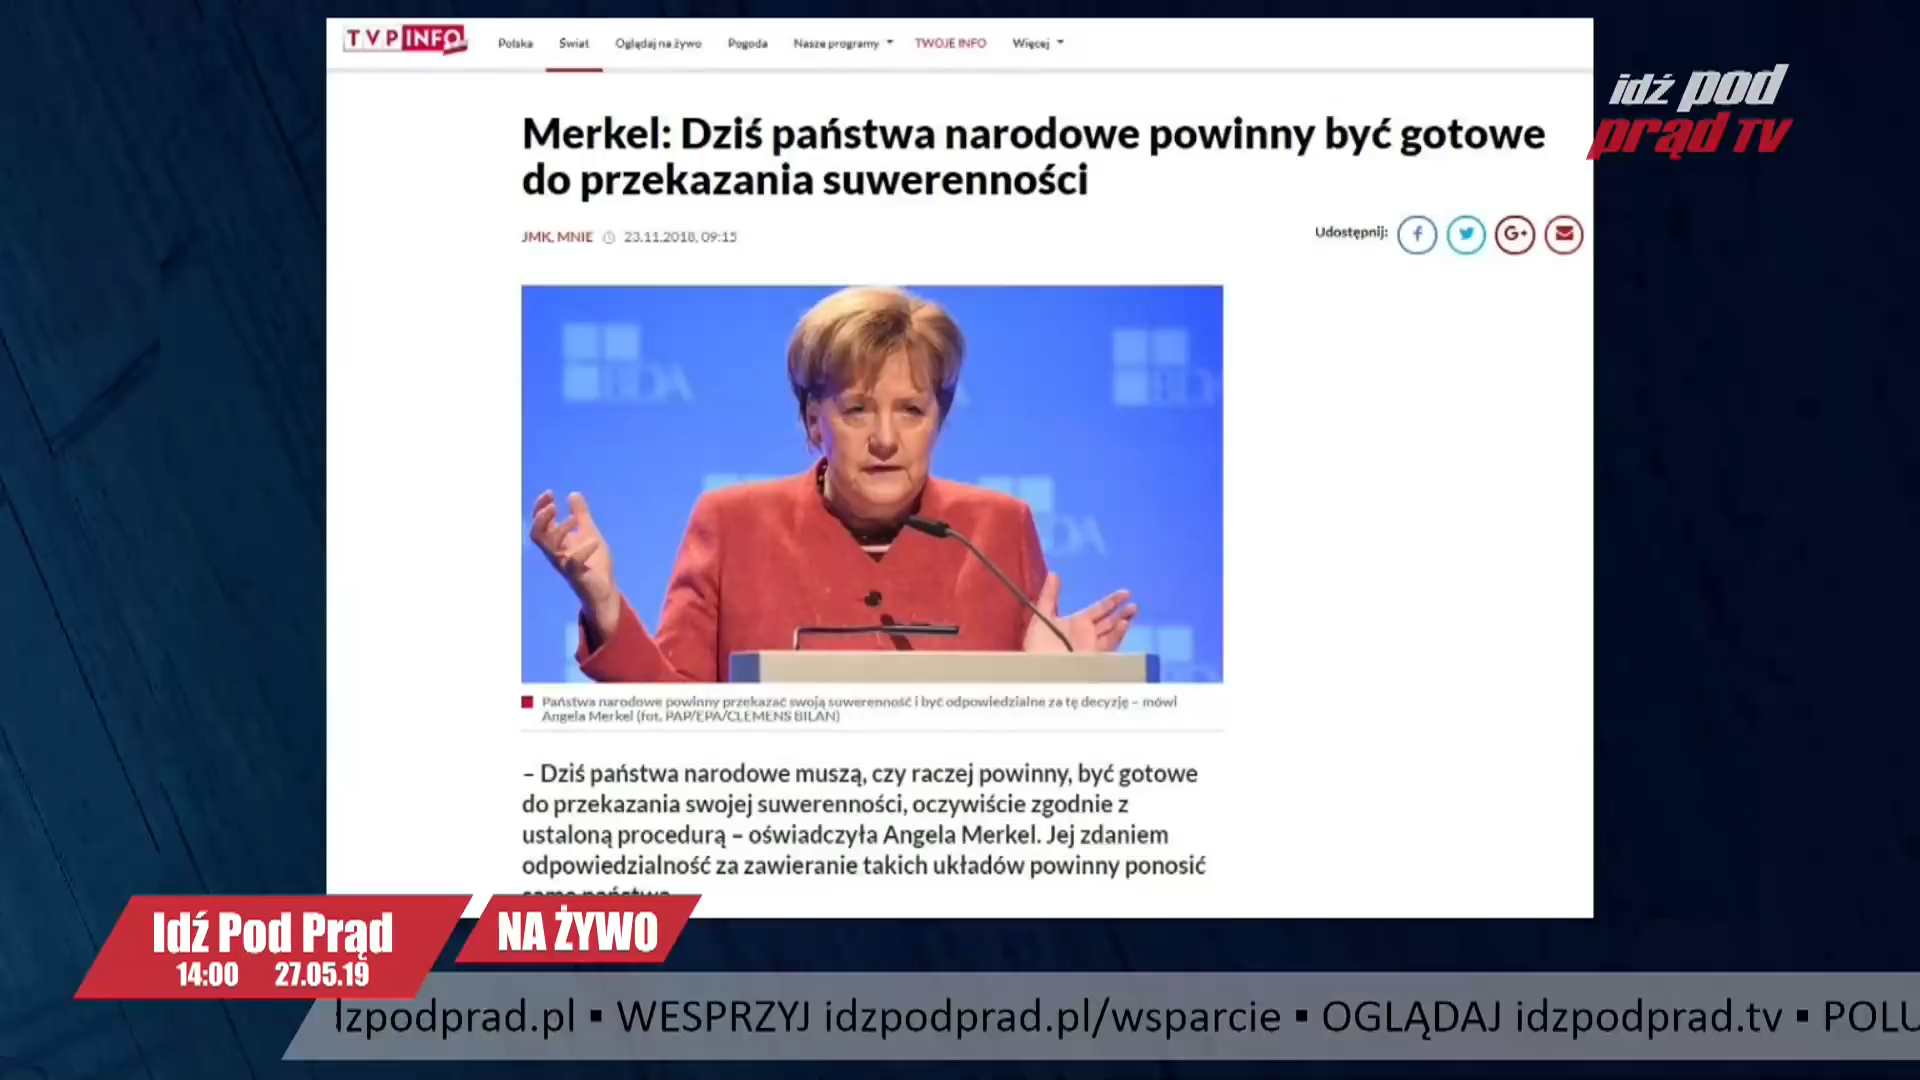 TVP INFO
Polska Świat Oglądaj na żywo Pogoda Nasze programy TWOJE INFO Więcej
idź pod
prąd TV
Merkel: Dziś państwa narodowe powinny być gotowe
do przekazania suwerenności
JMK, MNIE 23.11.2018, 09:15
Udostępnij:
BDA
Państwa narodowe powinny przekazać swoją suwerenność i być odpowiedzialne za tę decyzję – mówi
Angela Merkel (fot. PAP/EPA/CLEMENS BILAN)
– Dziś państwa narodowe muszą, czy raczej powinny, być gotowe
do przekazania swojej suwerenności, oczywiście zgodnie z
ustaloną procedurą – oświadczyła Angela Merkel. Jej zdaniem
odpowiedzialność za zawieranie takich układów powinny ponosić
Idź Pod Prąd
14:00 27.05.19
NA ŻYWO
zpodprad.pl ▪ WESPRZYJ idzpodprad.pl/wsparcie ▪ OGLĄDAJ idzpodprad.tv ▪ POLU